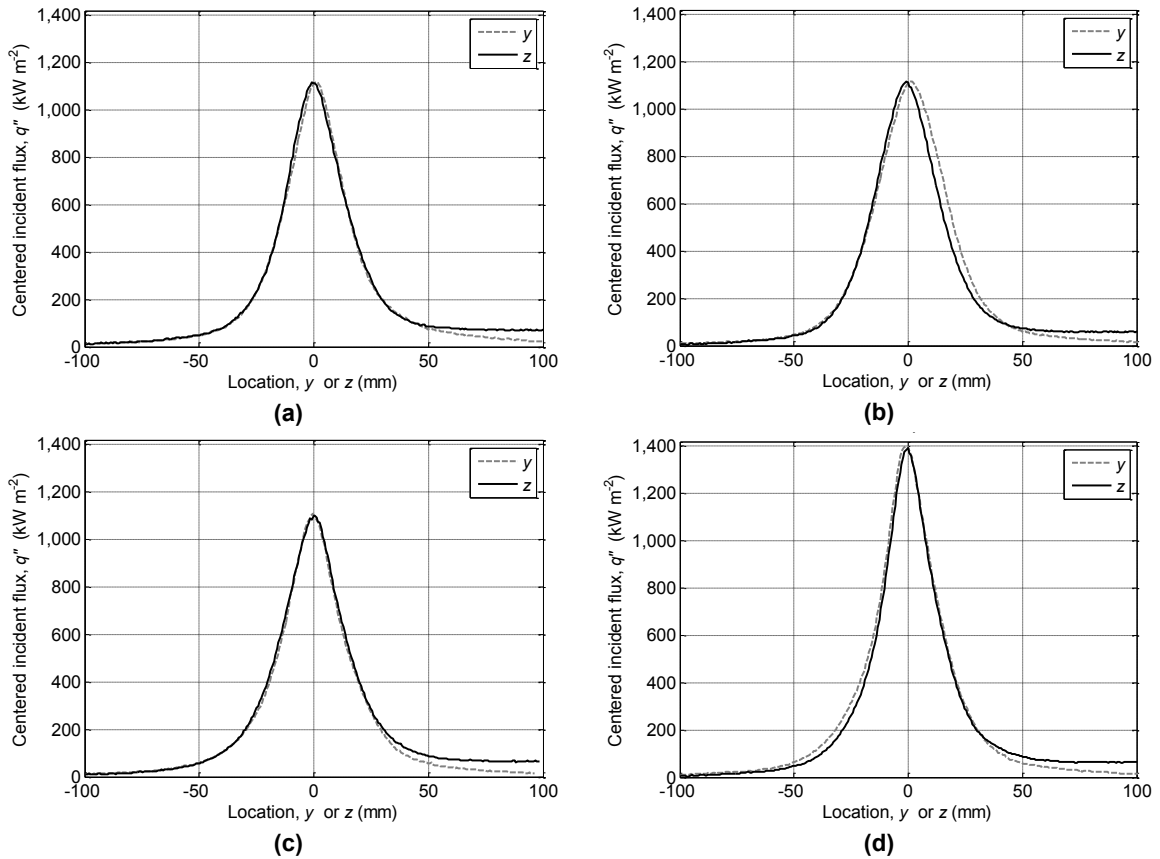 1,400
1,200
1,000
800
600
400
200
0
Centered incident flux, q" (kW m-2)
y
z
-100 -50 0 50 100
Location, y or z (mm)
(a)
1,400
1,200
1,000
800
600
400
200
0
Centered incident flux, q" (kW m-2)
y
z
-100 -50 0 50 100
Location, y or z (mm)
(b)
1,400
1,200
1,000
800
600
400
200
0
Centered incident flux, q" (kW m-2)
y
z
-100 -50 0 50 100
Location, y or z (mm)
(c)
1,400
1,200
1,000
800
600
400
200
0
Centered incident flux, q" (kW m-2)
y
z
-100 -50 0 50 100
Location, y or z (mm)
(d)